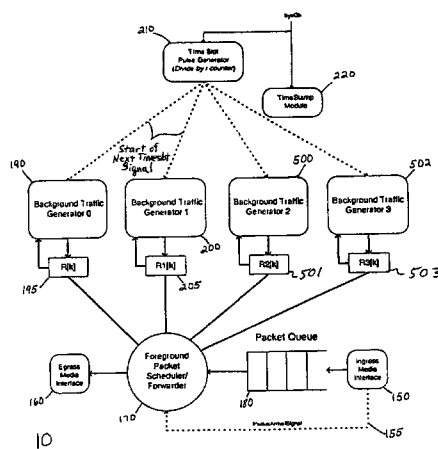 210
SysClk
Time Slot
Pulse Generator
(Divide by r counter)
220
TimeStamp
Module
Start of
Next Timeslot
Signal
190
500
502
Background Traffic
Generator 0
Background Traffic
Generator 1
Background Traffic
Generator 2
Background Traffic
Generator 3
200
R[k]
R1[k]
R2[k]
R3[k]
195
205
501
503
Packet Queue
Egress
Media
Interface
Foreground
Packet
Scheduler/
Forwarder
Ingress
Media
Interface
160
170
180
150
PacketArrivalSignal
155
10